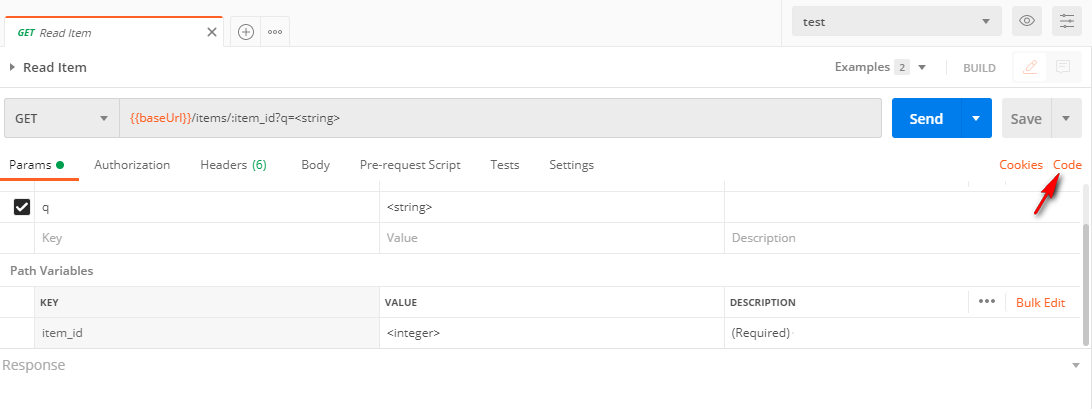 GET Read Item
test
Read Item
Examples 2
BUILD
GET
{{baseUrl}}/items/:item_id?q=<string>
Send
Save
Params
Authorization
Headers (6)
Body
Pre-request Script
Tests
Settings
Cookies
Code
q
<string>
Key
Value
Description
Path Variables
KEY
VALUE
DESCRIPTION
Bulk Edit
item_id
<integer>
(Required)
Response